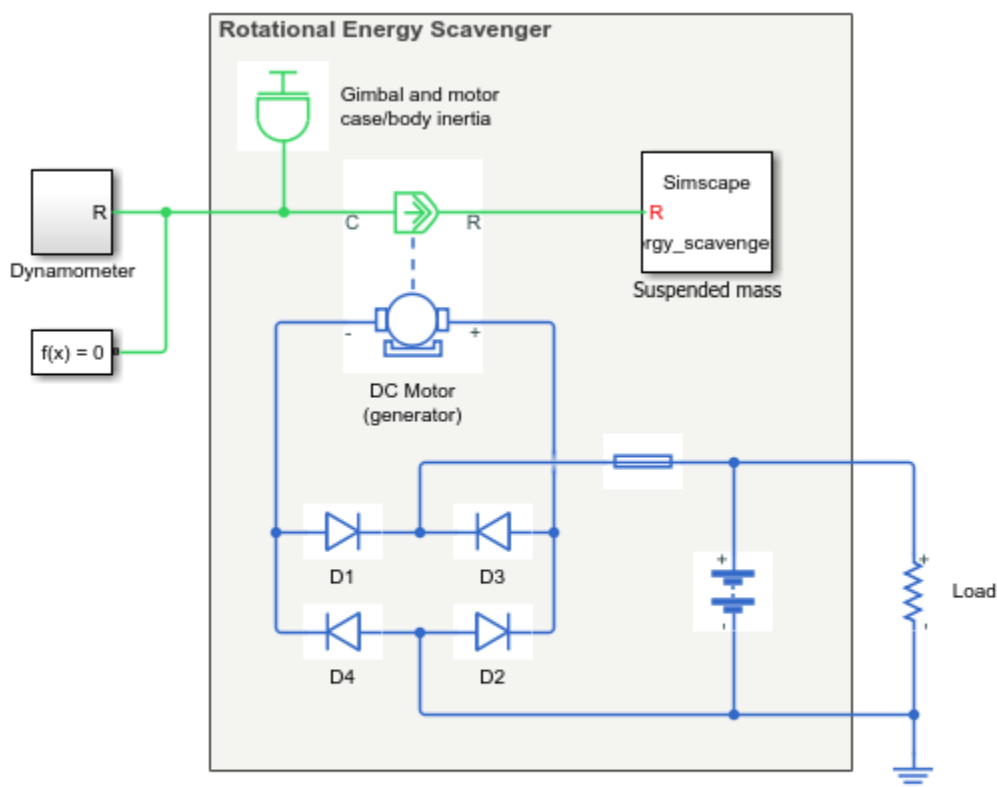 Rotational Energy Scavenger
Gimbal and motor
case/body inertia
R
Dynamometer
C
R
Simscape
R
rgy_scavenge
Suspended mass
f(x) = 0
-
+
DC Motor
(generator)
D1
D3
+
-
+
-
Load
D4
D2